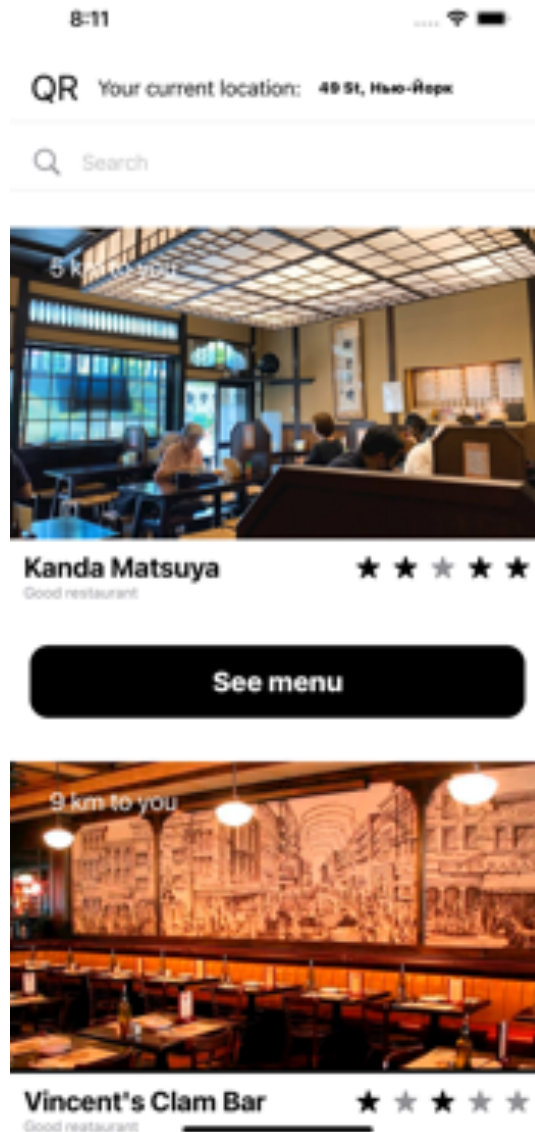 8:11
QR Your current location: 49 St, Нью-Йорк
Search
5 km to you
Kanda Matsuya
Good restaurant
See menu
9 km to you
Vincent's Clam Bar
Good reataurant